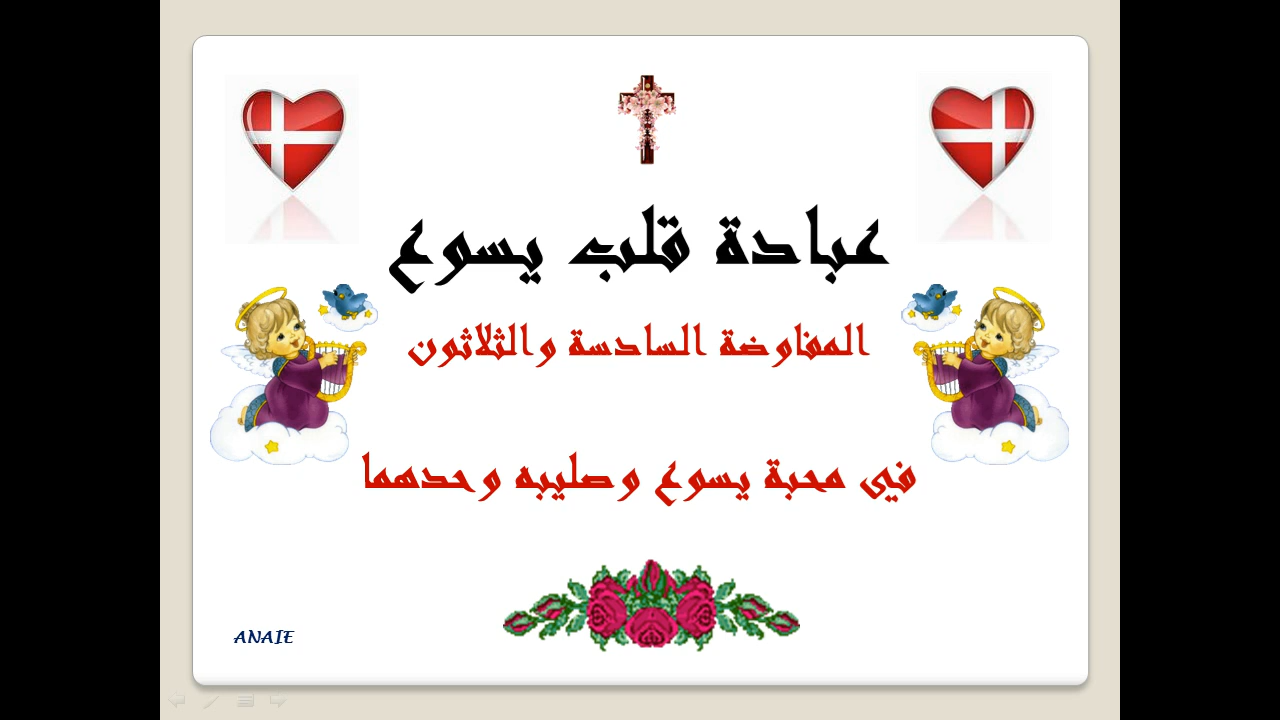 عبادة قلب يسوع
المفاوضة السادسة والثلاثون
في محبة يسوع وصليبه وحدهما
ANAIE